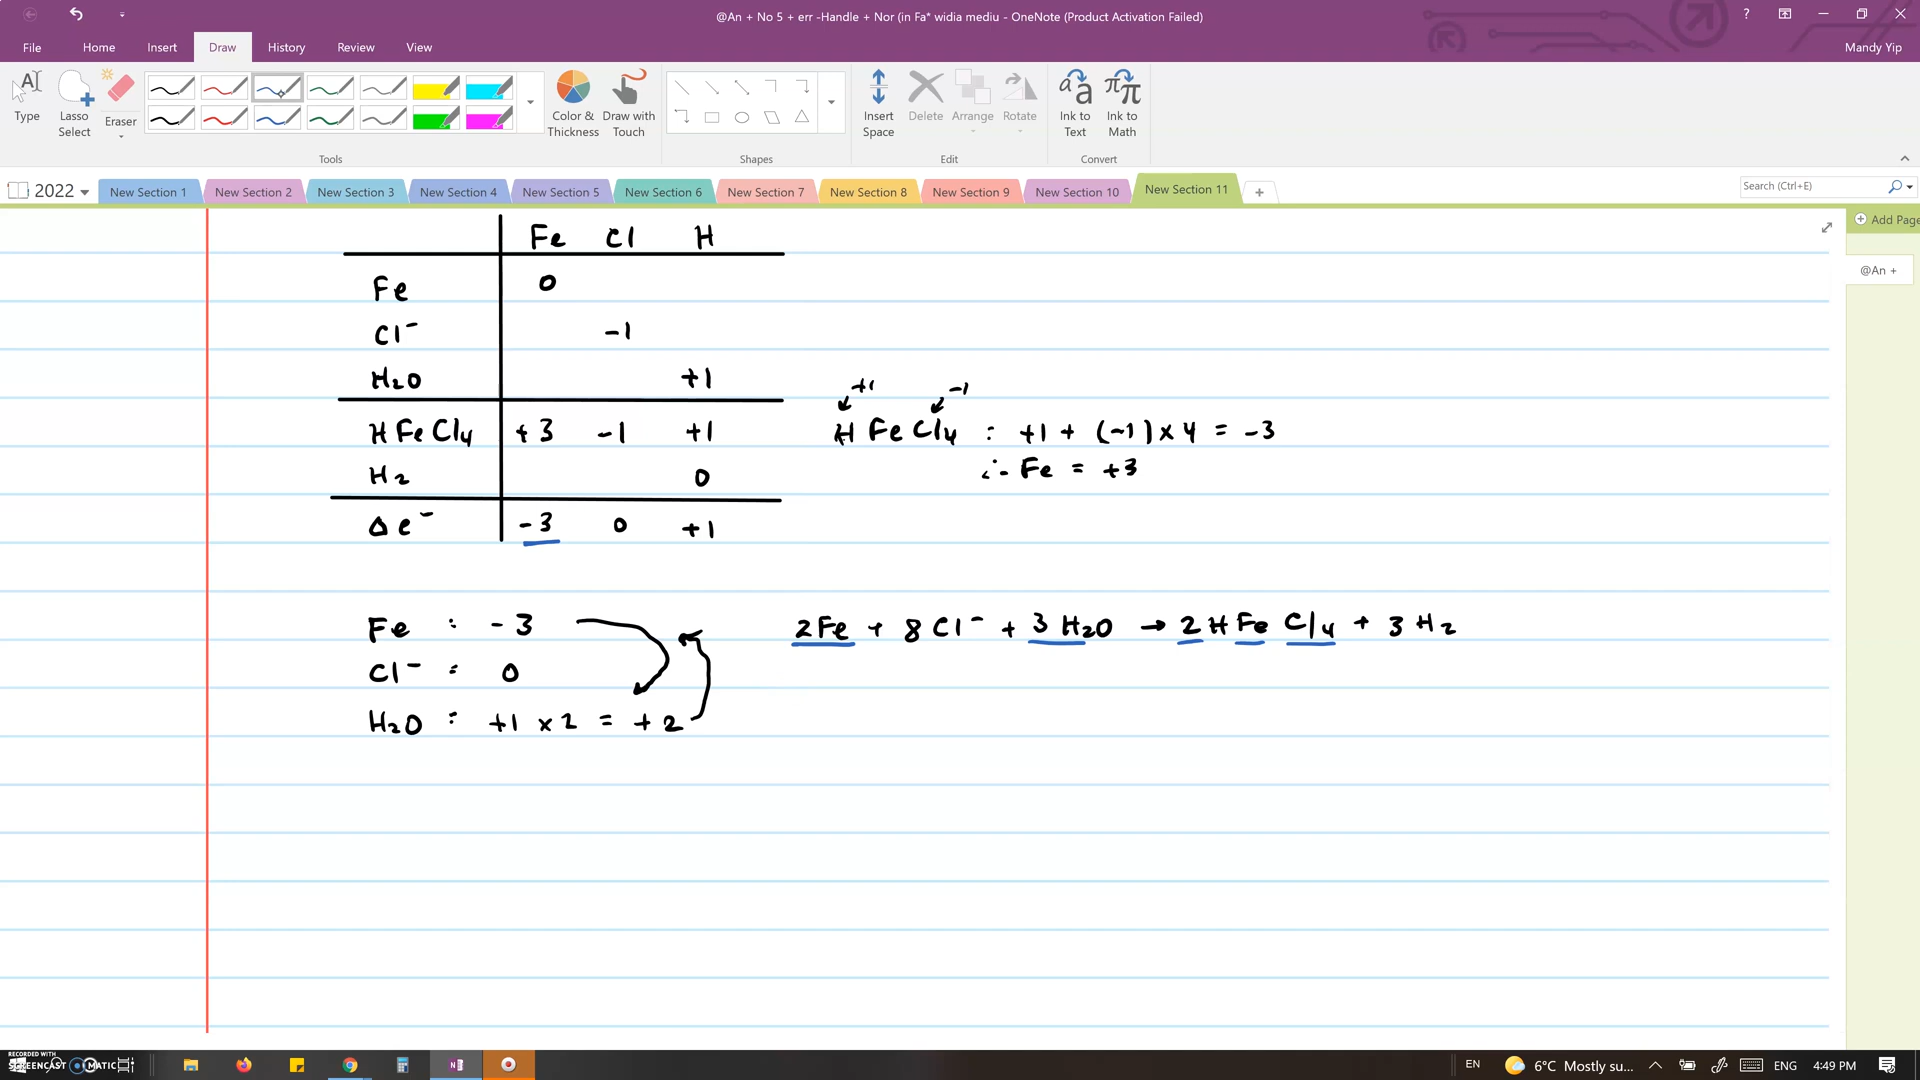 @An + No 5 + err -Handle + Nor (in Fa* widia mediu - OneNote (Product Activation Failed)
?
File Home Insert Draw History Review View Mandy Yip
Type Lasso Select Eraser Color & Thickness Draw with Touch Insert Space Delete Arrange Rotate Ink to Text Ink to Math
Tools Shapes Edit Convert
2022 New Section 1 New Section 2 New Section 3 New Section 4 New Section 5 New Section 6 New Section 7 New Section 8 New Section 9 New Section 10 New Section 11 Search (Ctrl+E)
Add Page
@An +
Fe Cl H
Fe 0
Cl⁻ -1
H₂O +1
+1 -1
HFeCl₄ +3 -1 +1 HFeCl₄ : +1 + (-1) × 4 = -3
H₂ 0 ∴ Fe = +3
Δe⁻ -3 0 +1
Fe : -3 2Fe + 8Cl⁻ + 3H₂O → 2HFeCl₄ + 3H₂
Cl⁻ = 0
H₂O : +1 × 2 = +2
RECORDED WITH
SCREENCAST MATIC
EN 6°C Mostly su... ENG 4:49 PM